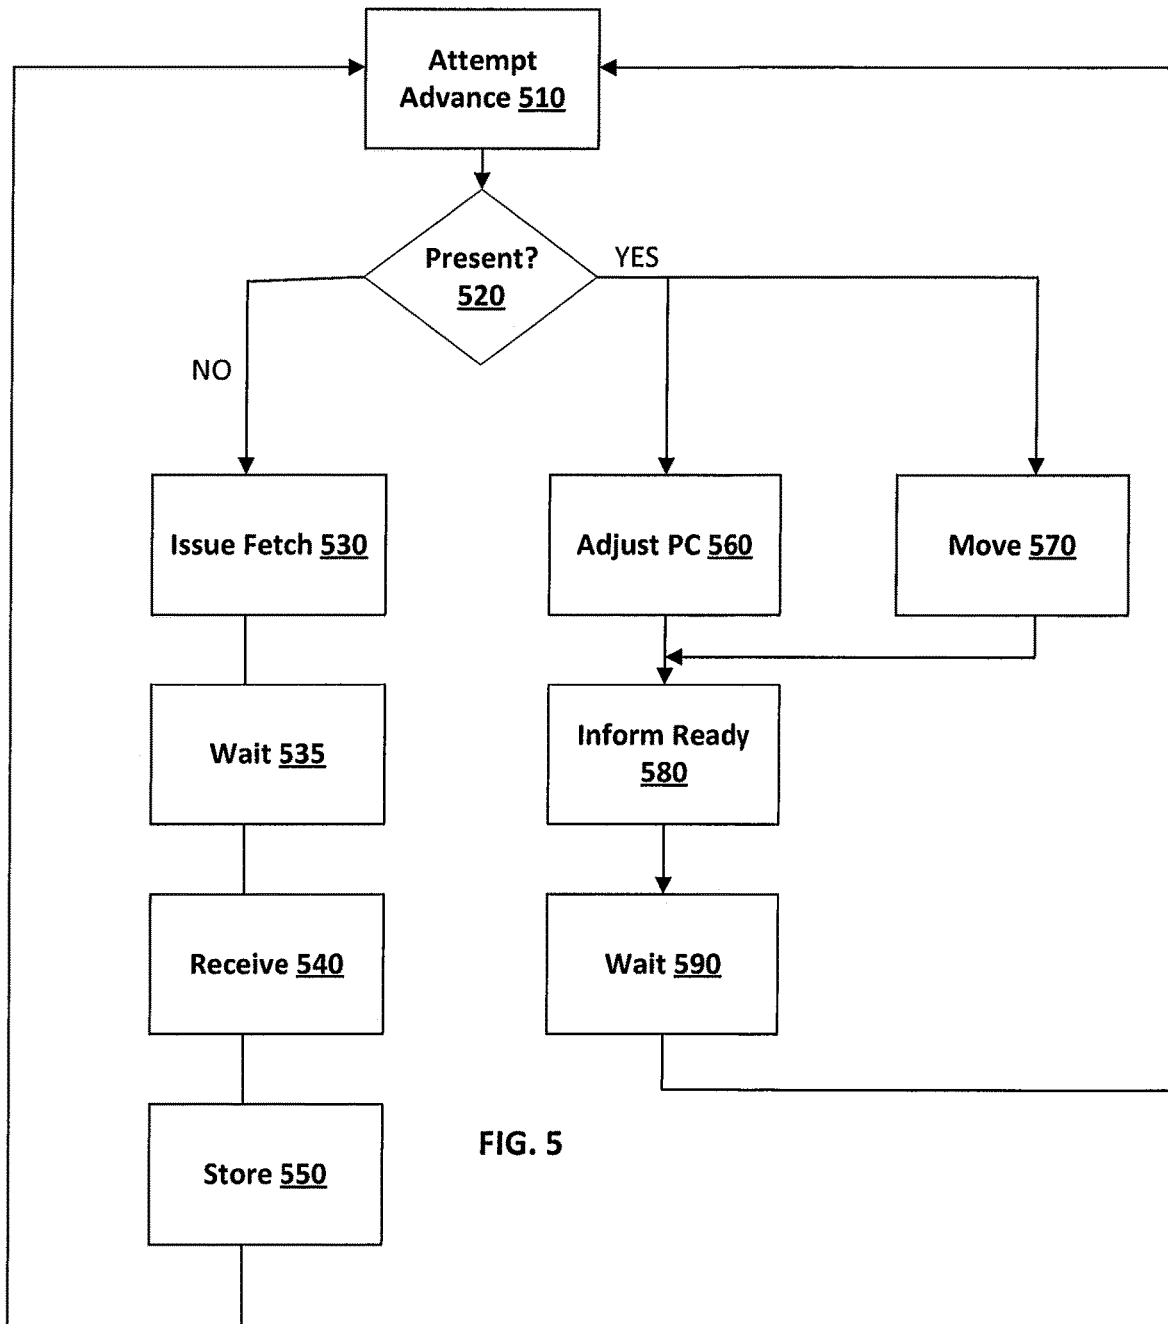 Attempt
Advance 510
Present?
520
YES
NO
Issue Fetch 530
Adjust PC 560
Move 570
Wait 535
Inform Ready
580
Receive 540
Wait 590
Store 550
FIG. 5